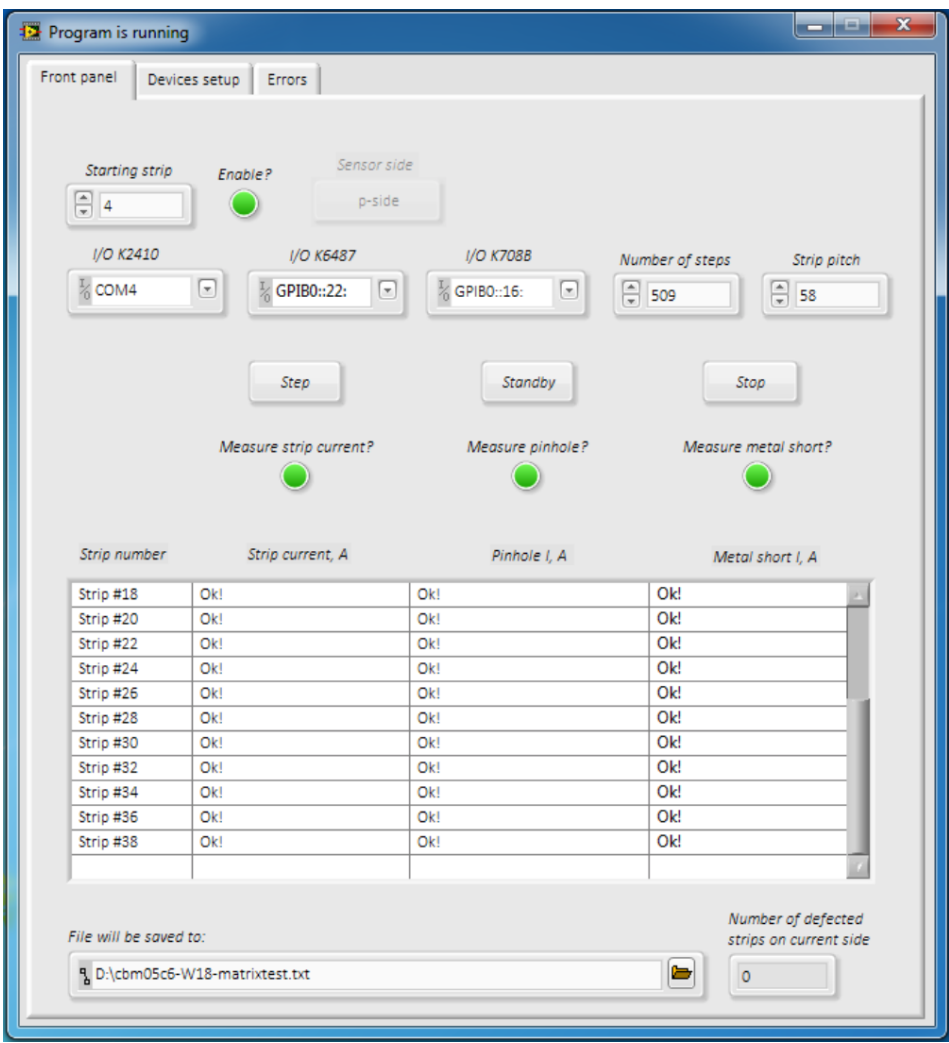 Program is running
Front panel Devices setup Errors
Starting strip Enable? Sensor side
4 p-side
I/O K2410 I/O K6487 I/O K708B Number of steps Strip pitch
COM4 GPIB0::22: GPIB0::16: 509 58
Step Standby Stop
Measure strip current? Measure pinhole? Measure metal short?
Strip number Strip current, A Pinhole I, A Metal short I, A
Strip #18 Ok! Ok! Ok!
Strip #20 Ok! Ok! Ok!
Strip #22 Ok! Ok! Ok!
Strip #24 Ok! Ok! Ok!
Strip #26 Ok! Ok! Ok!
Strip #28 Ok! Ok! Ok!
Strip #30 Ok! Ok! Ok!
Strip #32 Ok! Ok! Ok!
Strip #34 Ok! Ok! Ok!
Strip #36 Ok! Ok! Ok!
Strip #38 Ok! Ok! Ok!
File will be saved to:
D:\cbm05c6-W18-matrixtest.txt
Number of defected
strips on current side
0